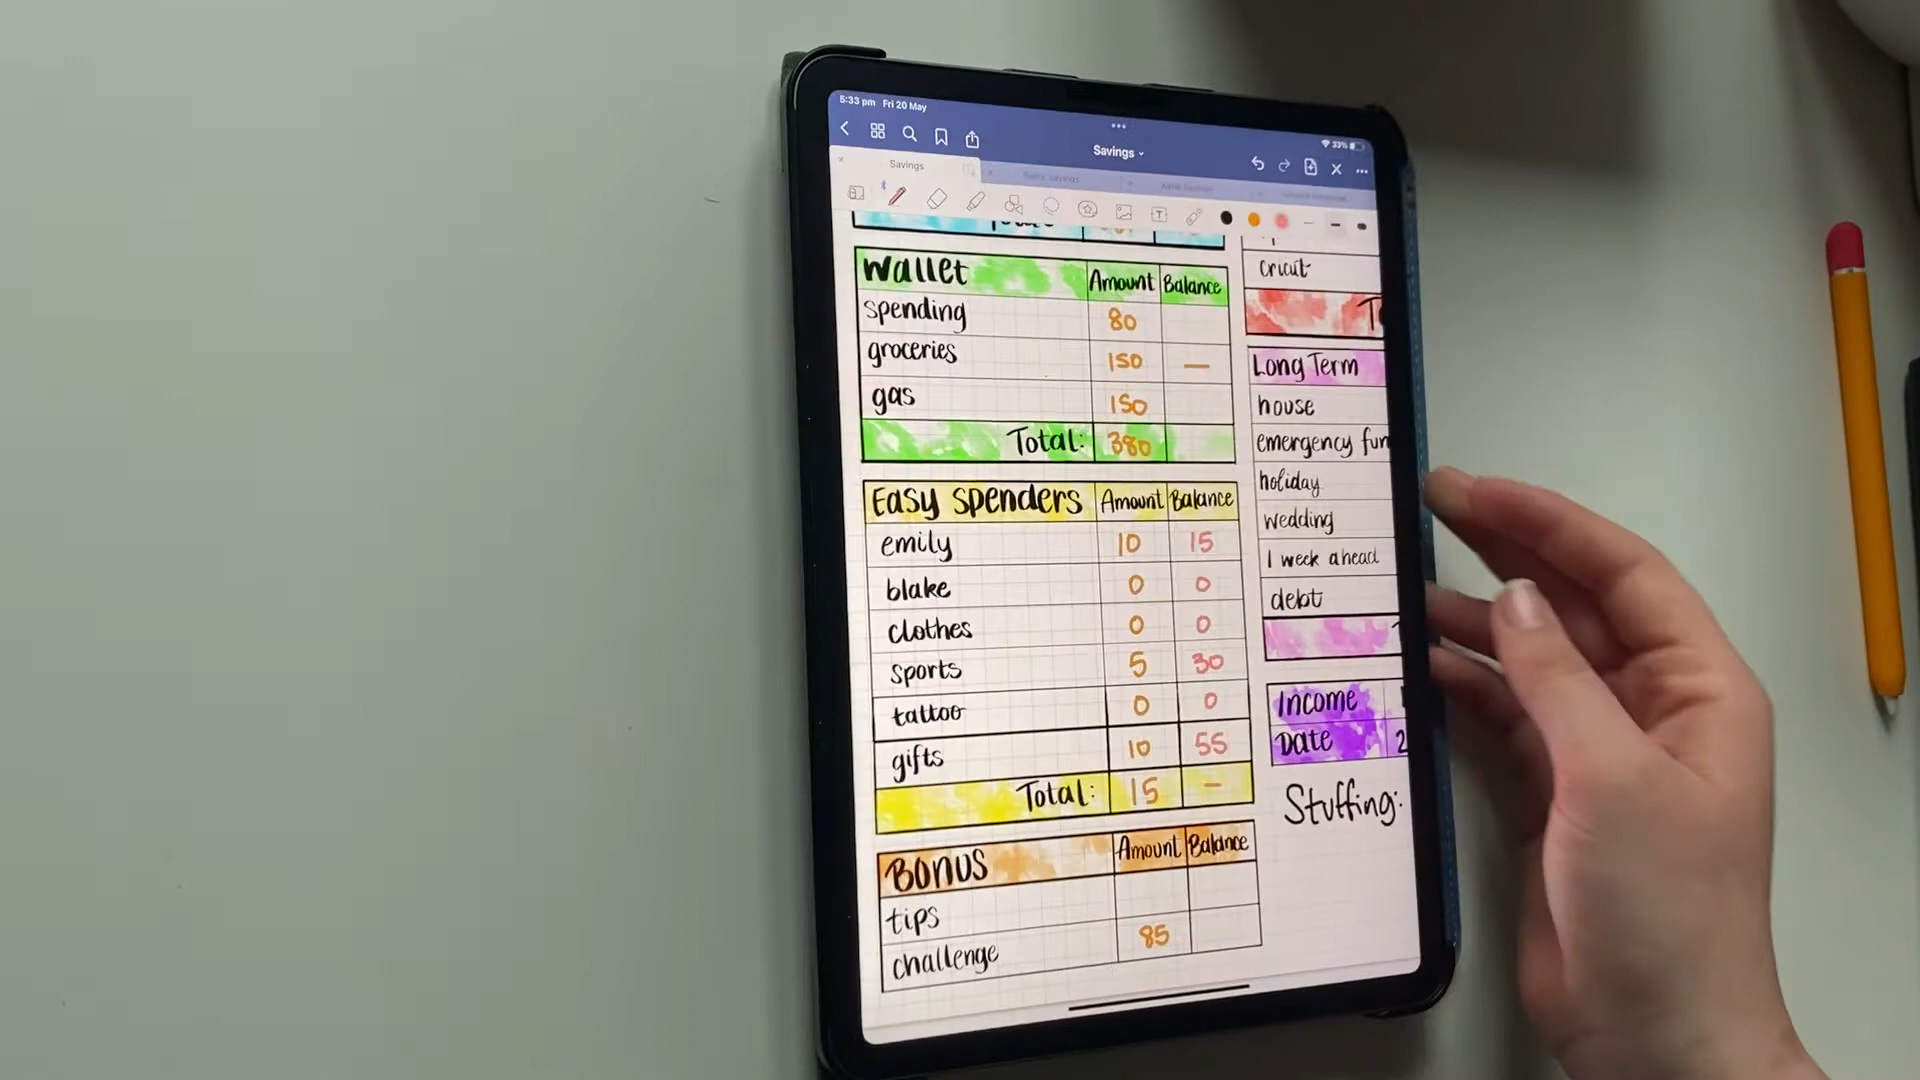 5:33 pm Fri 20 May
33%
Savings
Savings
Wallet Amount Balance
spending 80
groceries 150 —
gas 150
Total: 380
Easy Spenders Amount Balance
emily 10 15
blake 0 0
clothes 0 0
sports 5 30
tattoo 0 0
gifts 10 55
Total: 15 -
Bonus Amount Balance
tips
challenge 85
cricut
Long Term
house
emergency fun
holiday
wedding
1 week ahead
debt
Income
Date 2
Stuffing: